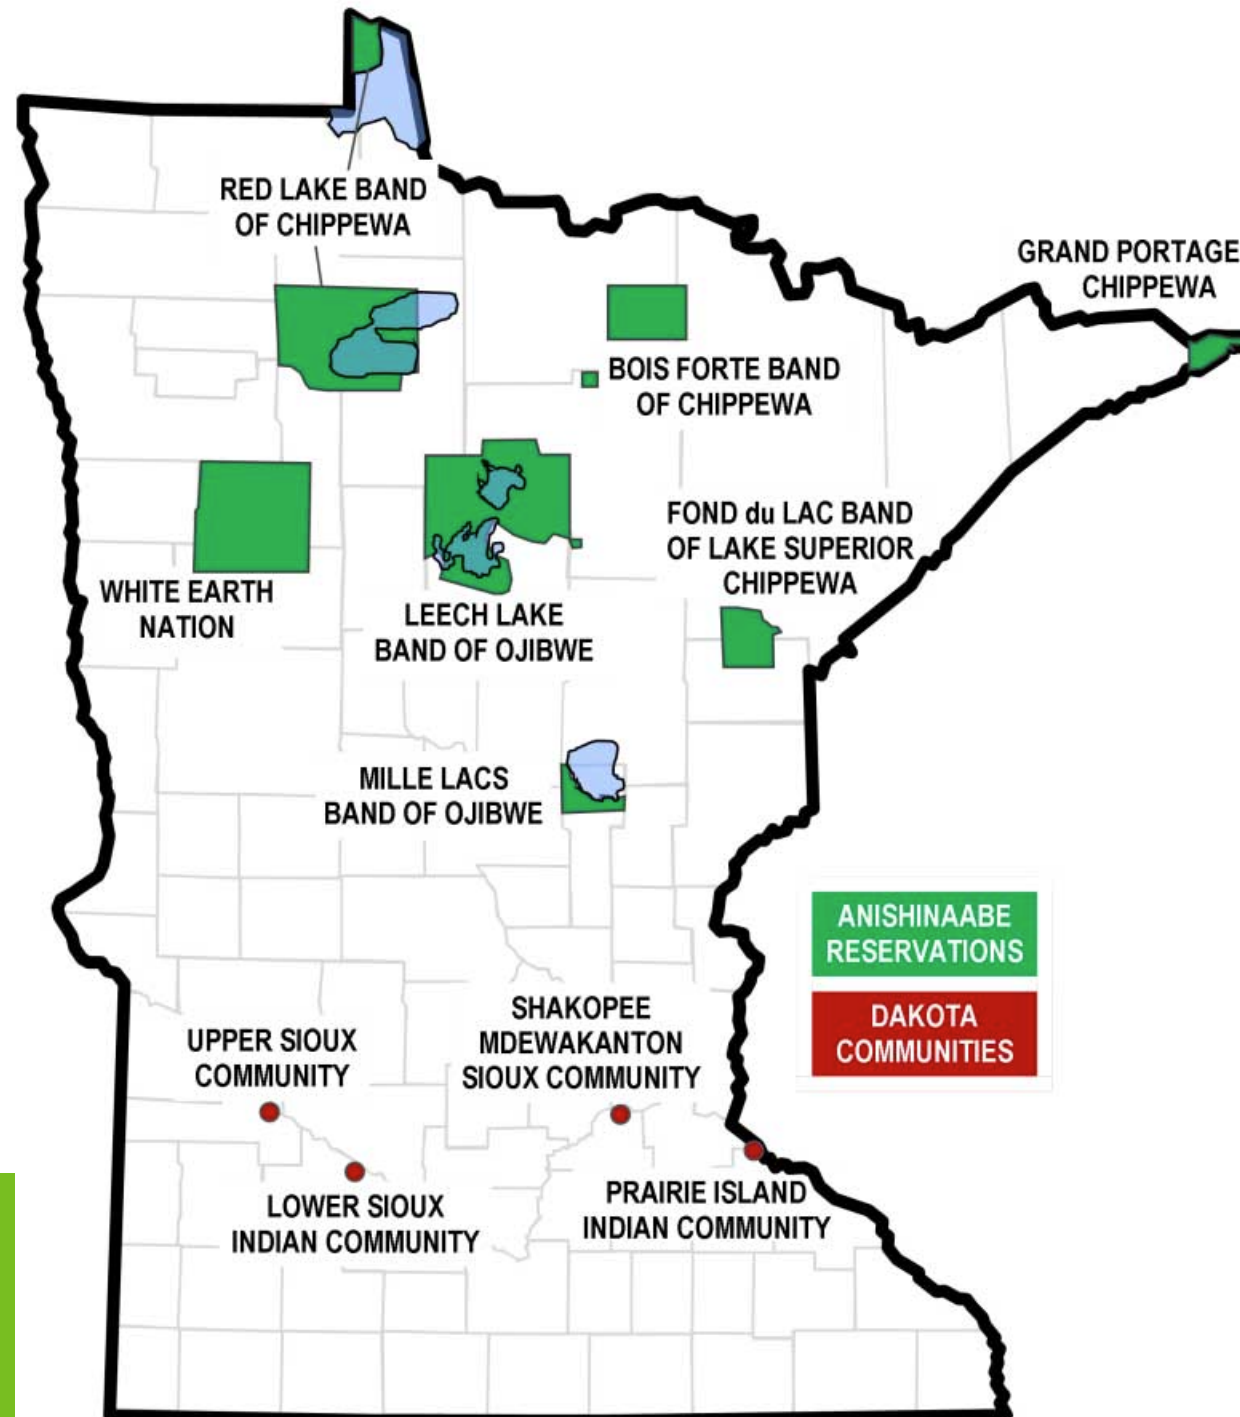 RED LAKE BAND
OF CHIPPEWA
GRAND PORTAGE
CHIPPEWA
BOIS FORTE BAND
OF CHIPPEWA
FOND du LAC BAND
OF LAKE SUPERIOR
CHIPPEWA
WHITE EARTH
NATION
LEECH LAKE
BAND OF OJIBWE
MILLE LACS
BAND OF OJIBWE
ANISHINAABE
RESERVATIONS
DAKOTA
COMMUNITIES
SHAKOPEE
MDEWAKANTON
SIOUX COMMUNITY
UPPER SIOUX
COMMUNITY
LOWER SIOUX
INDIAN COMMUNITY
PRAIRIE ISLAND
INDIAN COMMUNITY